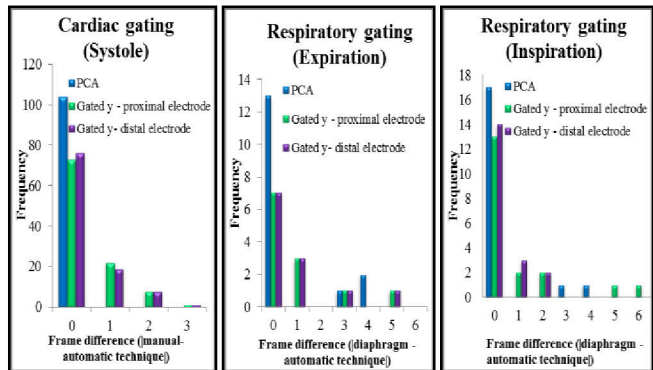 Cardiac gating
(Systole)
120
100
80
60
40
20
0
Frequency
PCA
Gated y - proximal electrode
Gated y- distal electrode
0 1 2 3
Frame difference (|manual-
automatic technique|)
Respiratory gating
(Expiration)
14
12
10
8
6
4
2
0
Frequency
PCA
Gated y - proximal electrode
Gated y - distal electrode
0 1 2 3 4 5 6
Frame difference (|diaphragm -
automatic technique|)
Respiratory gating
(Inspiration)
18
16
14
12
10
8
6
4
2
0
Frequency
PCA
Gated y - proximal electrode
Gated y - distal electrode
0 1 2 3 4 5 6
Frame difference (|diaphragm -
automatic technique|)